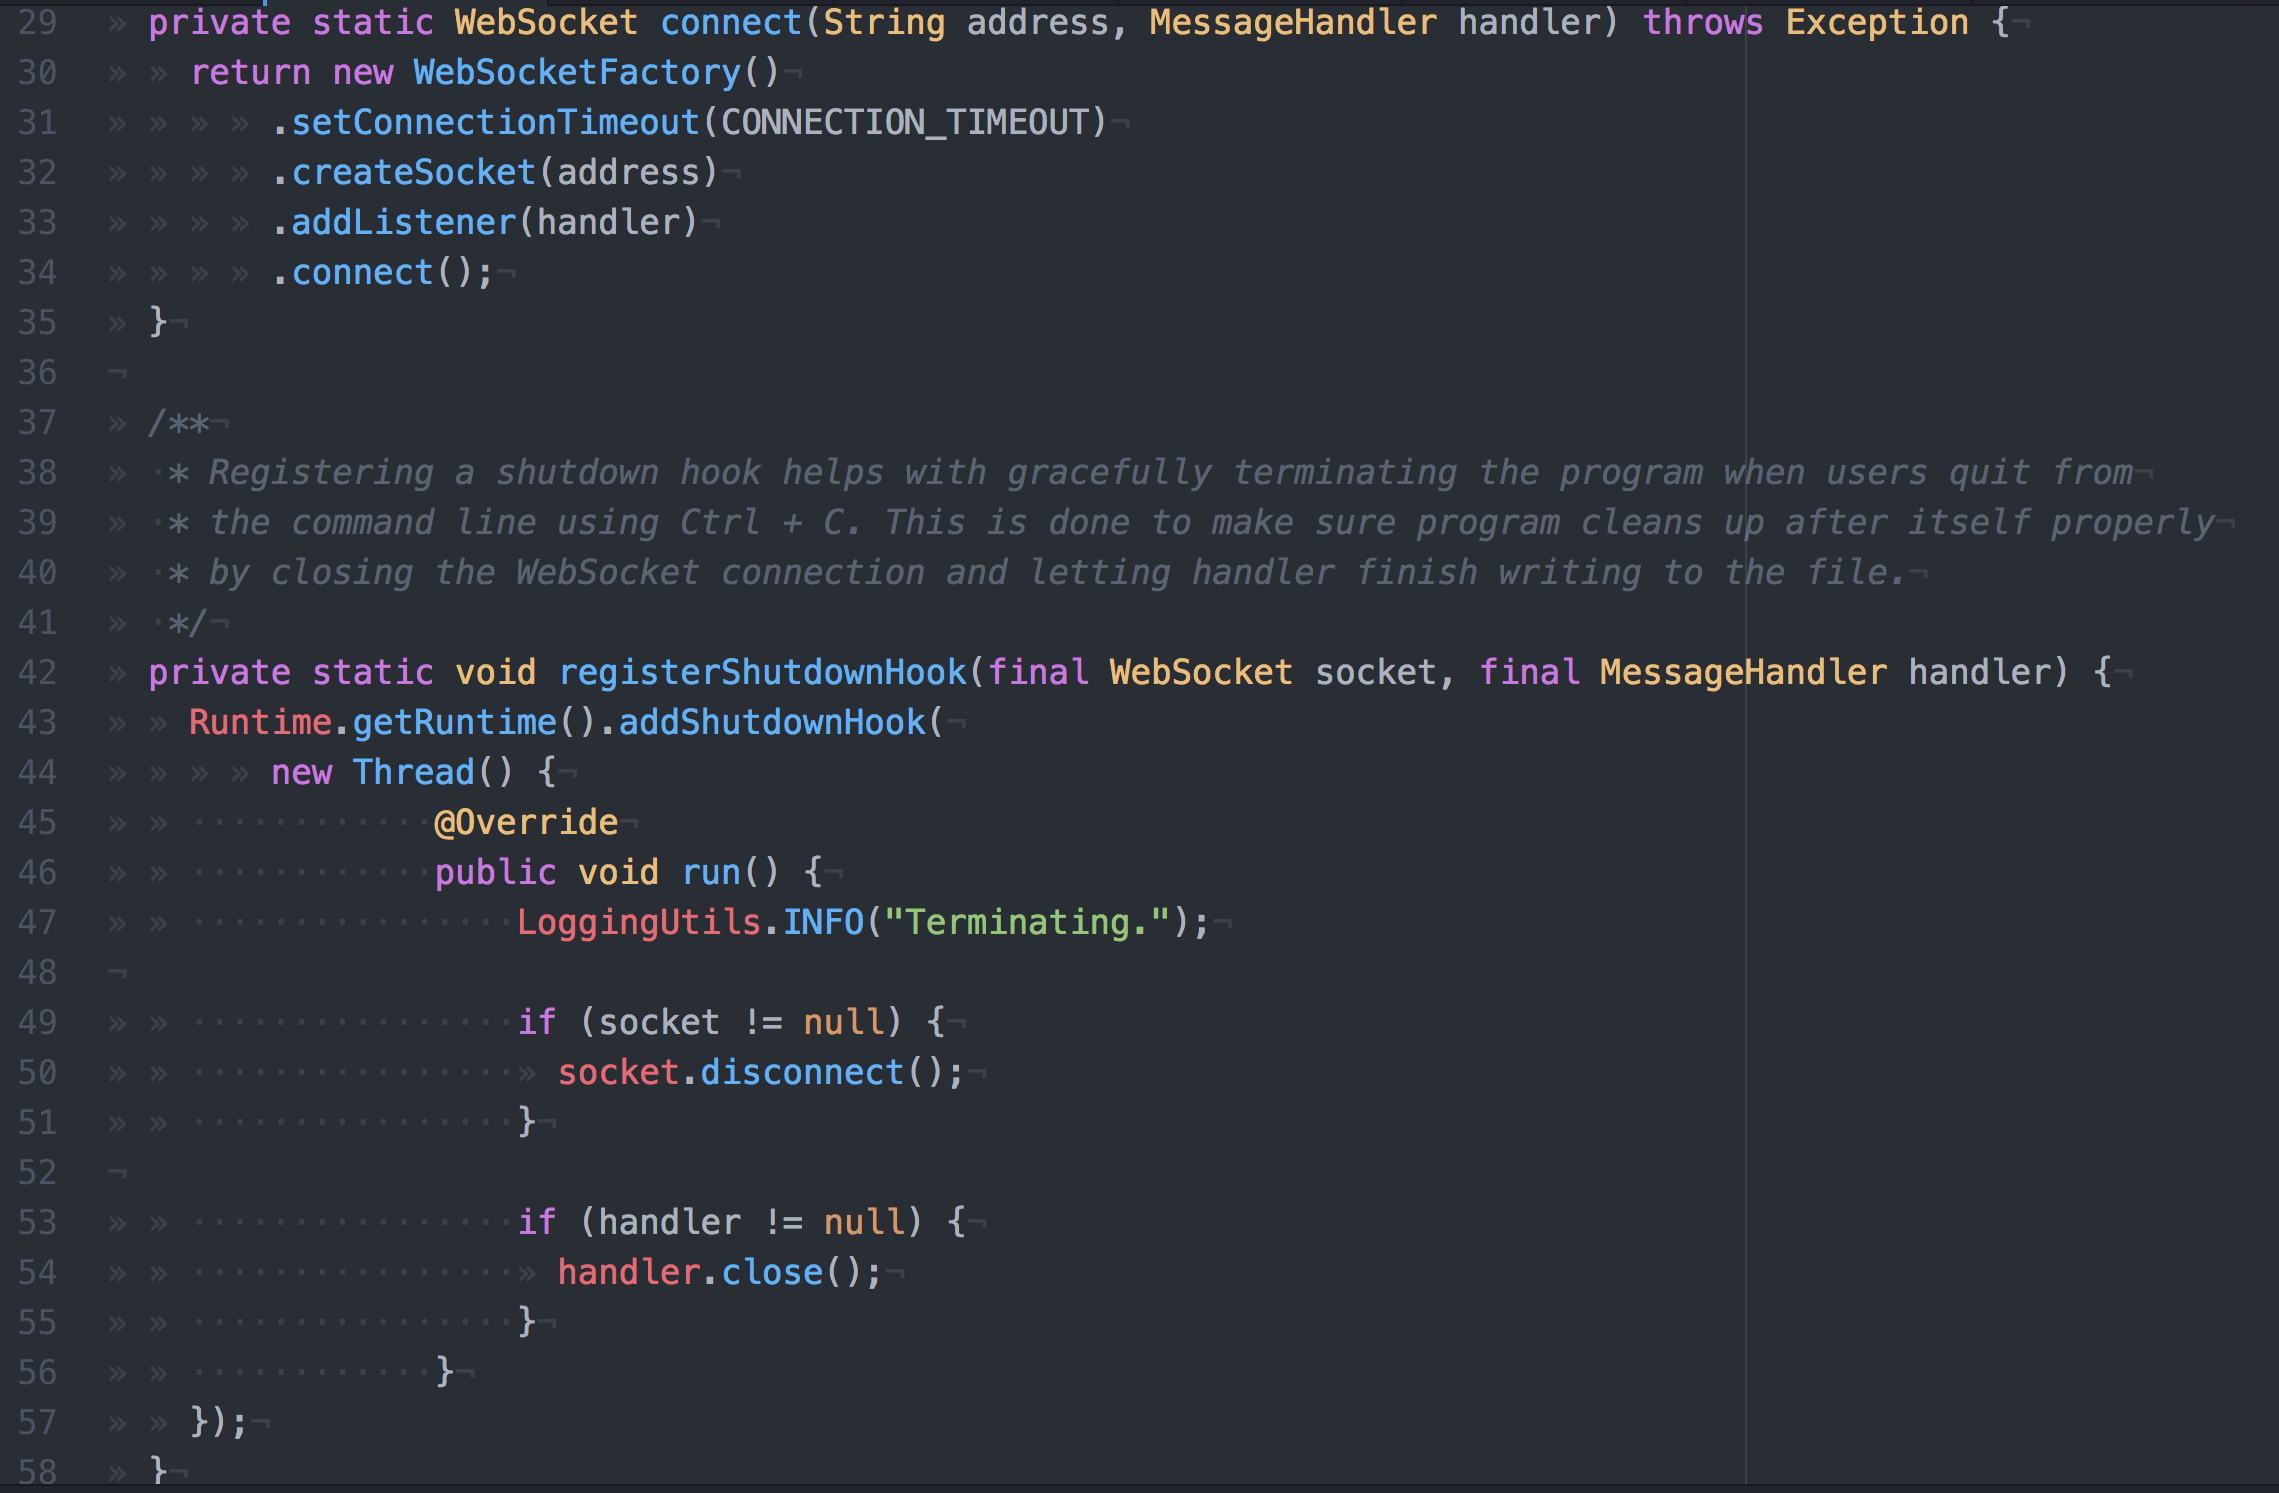 29 private static WebSocket connect(String address, MessageHandler handler) throws Exception {
30 return new WebSocketFactory()
31 .setConnectionTimeout(CONNECTION_TIMEOUT)
32 .createSocket(address)
33 .addListener(handler)
34 .connect();
35 }
36
37 /**
38 * Registering a shutdown hook helps with gracefully terminating the program when users quit from
39 * the command line using Ctrl + C. This is done to make sure program cleans up after itself properly
40 * by closing the WebSocket connection and letting handler finish writing to the file.
41 */
42 private static void registerShutdownHook(final WebSocket socket, final MessageHandler handler) {
43 Runtime.getRuntime().addShutdownHook(
44 new Thread() {
45 @Override
46 public void run() {
47 LoggingUtils.INFO("Terminating.");
48
49 if (socket != null) {
50 socket.disconnect();
51 }
52
53 if (handler != null) {
54 handler.close();
55 }
56 }
57 });
58 }